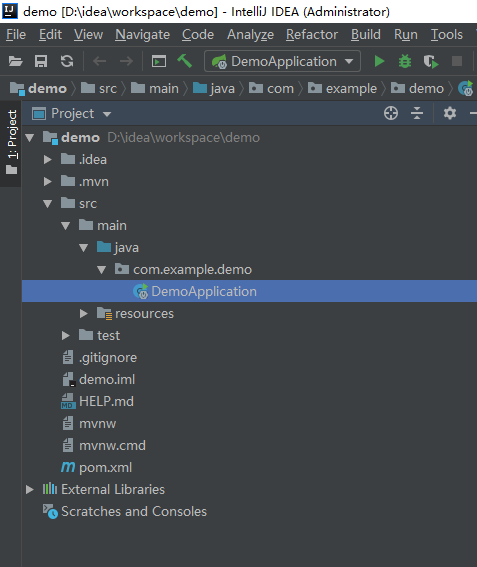 demo [D:\idea\workspace\demo] - IntelliJ IDEA (Administrator)
File Edit View Navigate Code Analyze Refactor Build Run Tools
DemoApplication
demo src main java com example demo
1: Project
Project
demo D:\idea\workspace\demo
.idea
.mvn
src
main
java
com.example.demo
DemoApplication
resources
test
.gitignore
demo.iml
HELP.md
mvnw
mvnw.cmd
pom.xml
External Libraries
Scratches and Consoles